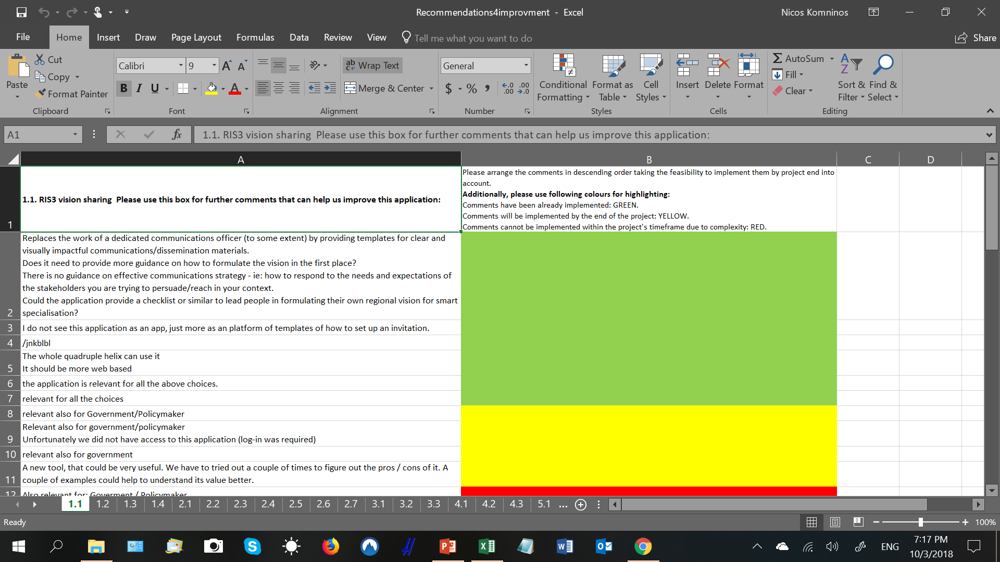 Recommendations4improvment - Excel
Nicos Komninos
File
Home
Insert
Draw
Page Layout
Formulas
Data
Review
View
Tell me what you want to do
Share
Paste
Cut
Copy
Format Painter
Clipboard
Calibri
9
B I U
Font
Wrap Text
Merge & Center
Alignment
General
$ % ,
Number
Conditional Formatting
Format as Table
Cell Styles
Styles
Insert
Delete
Format
Cells
AutoSum
Fill
Clear
Sort & Filter
Find & Select
Editing
A1
fx
1.1. RIS3 vision sharing  Please use this box for further comments that can help us improve this application:
A
B
C
D
1
1.1. RIS3 vision sharing  Please use this box for further comments that can help us improve this application:
Please arrange the comments in descending order taking the feasibility to implement them by project end into
account.
Additionally, please use following colours for highlighting:
Comments have been already implemented: GREEN.
Comments will be implemented by the end of the project: YELLOW.
Comments cannot be implemented within the project's timeframe due to complexity: RED.
2
Replaces the work of a dedicated communications officer (to some extent) by providing templates for clear and
visually impactful communications/dissemination materials.
Does it need to provide more guidance on how to formulate the vision in the first place?
There is no guidance on effective communications strategy - ie: how to respond to the needs and expectations of
the stakeholders you are trying to persuade/reach in your context.
Could the application provide a checklist or similar to lead people in formulating their own regional vision for smart
specialisation?
3
I do not see this application as an app, just more as an platform of templates of how to set up an invitation.
4
/jnkblbl
5
The whole quadruple helix can use it
It should be more web based
6
the application is relevant for all the above choices.
7
relevant for all the choices
8
relevant also for Government/Policymaker
9
Relevant also for government/policymaker
Unfortunately we did not have access to this application (log-in was required)
10
relevant also for government
11
A new tool, that could be very useful. We have to tried out a couple of times to figure out the pros / cons of it. A
couple of examples could help to understand its value better.
12
Also relevant for: Goverment / Policymaker
1.1 1.2 1.3 1.4 2.1 2.2 2.3 2.4 2.5 2.6 2.7 3.1 3.2 3.3 4.1 4.2 4.3 5.1 ...
Ready
100%
ENG
7:17 PM
10/3/2018